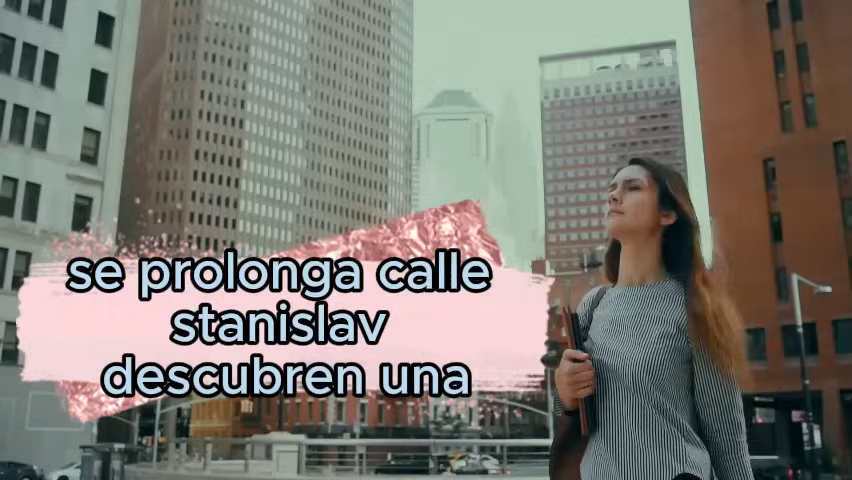 se prolonga calle
stanislav
descubren una